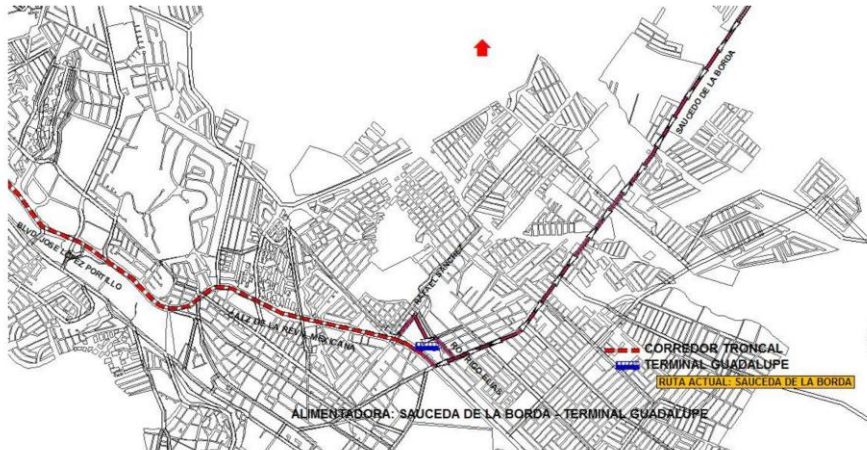 SAUCEDO DE LA BORDA
BLVD. JOSE LOPEZ PORTILLO
RAFAEL SANCHEZ
CALZ DE LA REV. MEXICANA
RODRIGO ELIAS
CORREDOR TRONCAL
TERMINAL GUADALUPE
RUTA ACTUAL: SAUCEDA DE LA BORDA
ALIMENTADORA: SAUCEDA DE LA BORDA - TERMINAL GUADALUPE